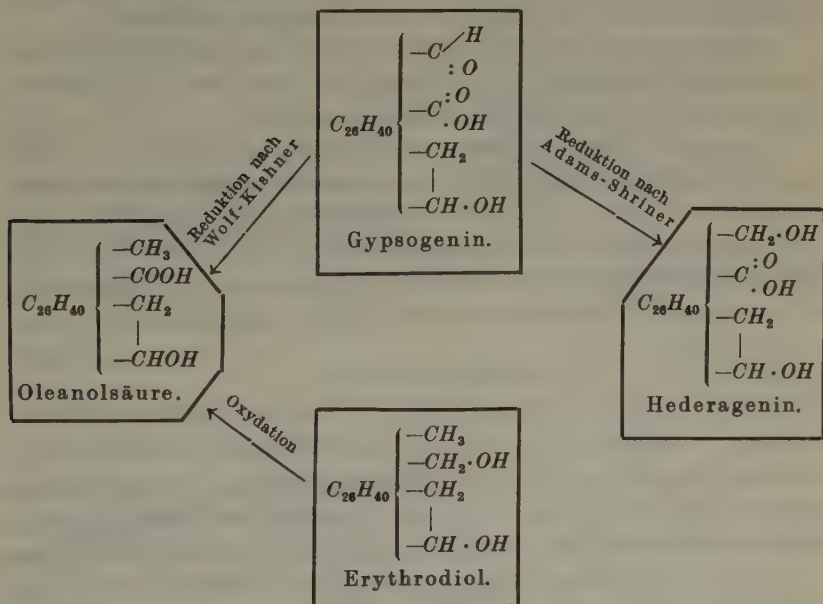 C₂₆H₄₀
—C/H
:O
—C:O
·OH
—CH₂
|
—CH·OH
Gypsogenin.
Reduktion nach
Wolf-Kishner
Reduktion nach
Adams-Shriner
C₂₆H₄₀
—CH₃
—COOH
—CH₂
|
—CHOH
Oleanolsäure.
C₂₆H₄₀
—CH₂·OH
—C:O
·OH
—CH₂
|
—CH·OH
Hederagenin.
Oxydation
C₂₆H₄₀
—CH₃
—CH₂·OH
—CH₂
|
—CH·OH
Erythrodiol.